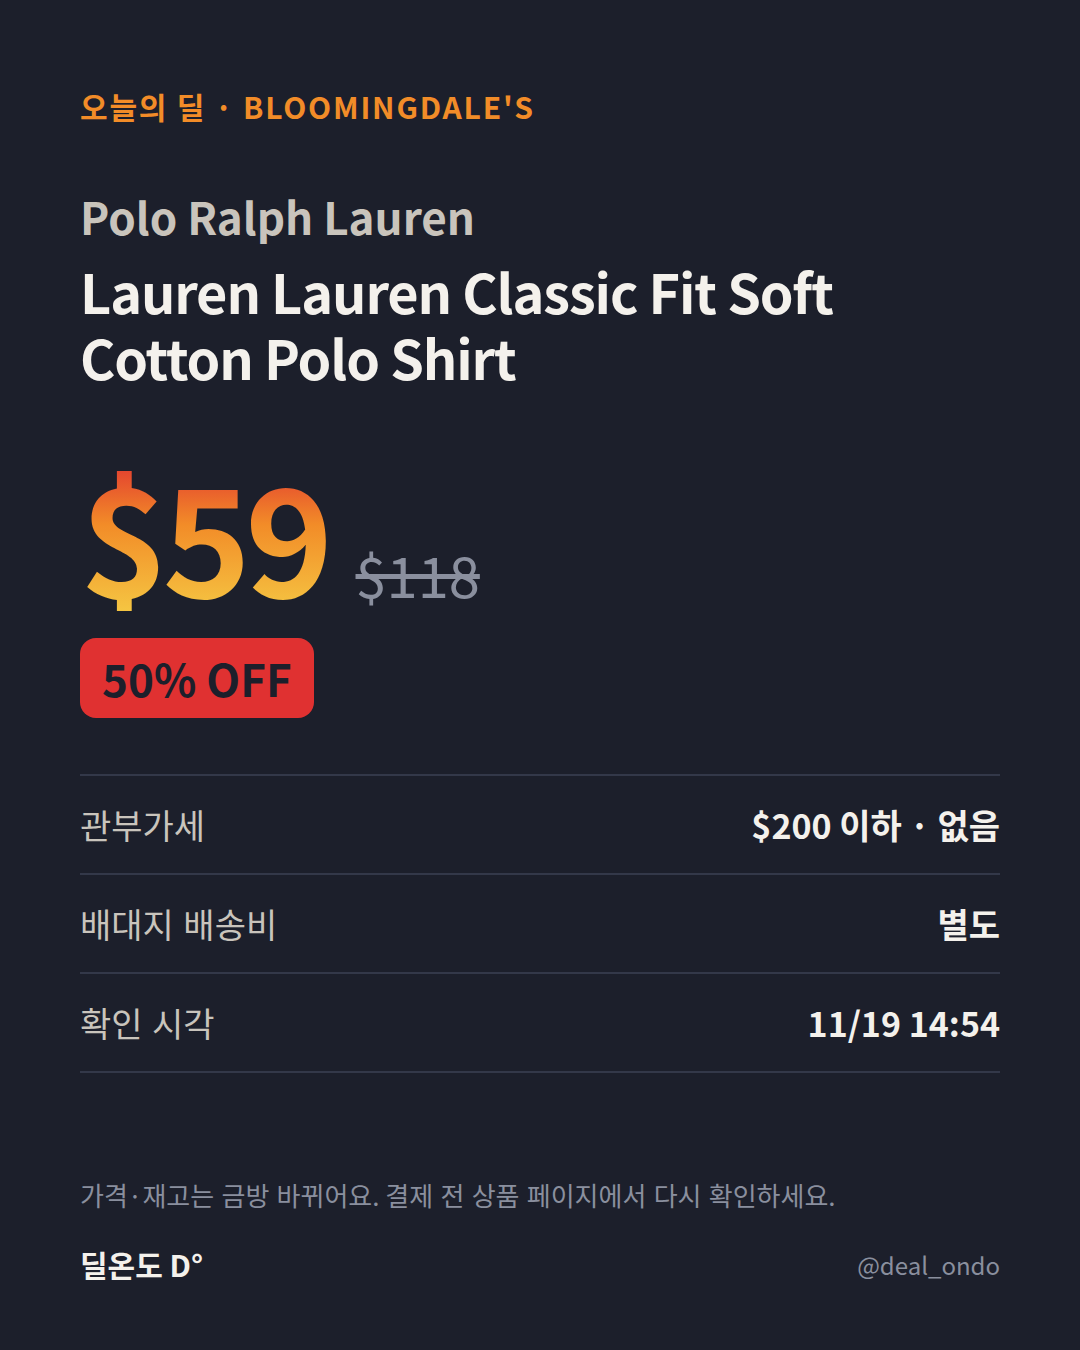 오늘의 딜 · BLOOMINGDALE'S
Polo Ralph Lauren
Lauren Lauren Classic Fit Soft
Cotton Polo Shirt
$59 $118
50% OFF
관부가세 $200 이하 · 없음
배대지 배송비 별도
확인 시각 11/19 14:54
가격·재고는 금방 바뀌어요. 결제 전 상품 페이지에서 다시 확인하세요.
딜온도 D° @deal_ondo